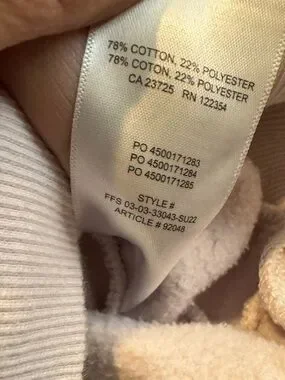 78% COTTON, 22% POLYESTER
78% COTON, 22% POLYESTER
CA 23725 RN 122354
PO 4500171283
PO 4500171284
PO 4500171285
STYLE #
FFS 03-03-33043-SU22
ARTICLE # 92048